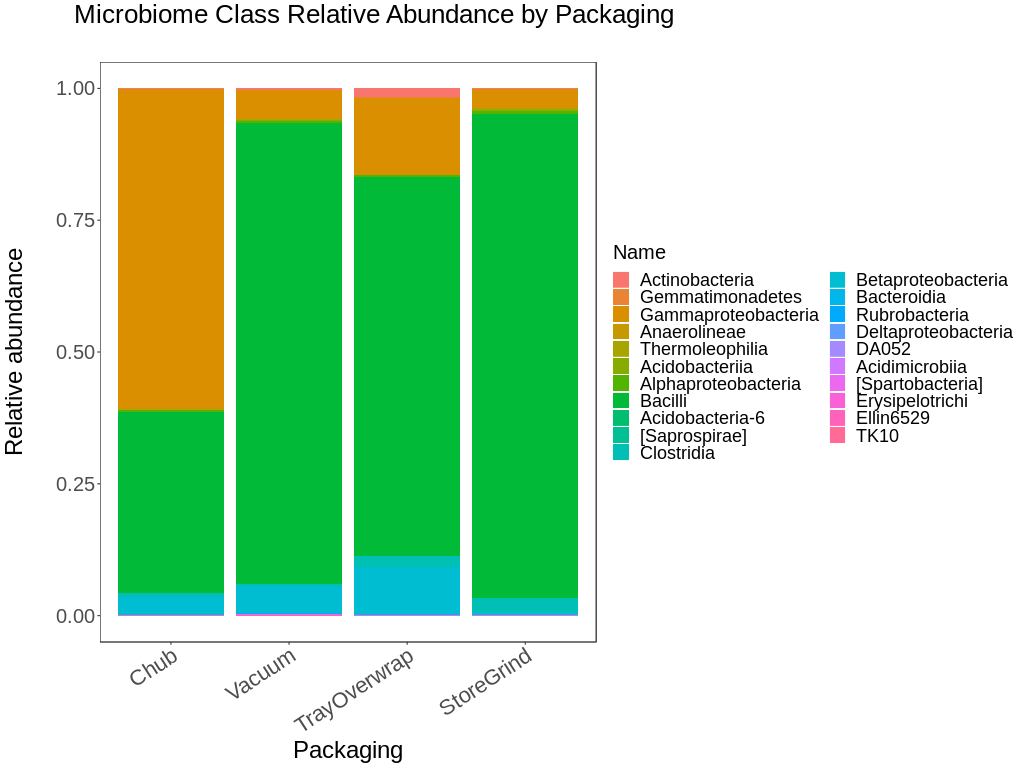 Microbiome Class Relative Abundance by Packaging
1.00
0.75
0.50
0.25
0.00
Relative abundance
Chub
Vacuum
TrayOverwrap
StoreGrind
Packaging
Name
Actinobacteria
Gemmatimonadetes
Gammaproteobacteria
Anaerolineae
Thermoleophilia
Acidobacteriia
Alphaproteobacteria
Bacilli
Acidobacteria-6
[Saprospirae]
Clostridia
Betaproteobacteria
Bacteroidia
Rubrobacteria
Deltaproteobacteria
DA052
Acidimicrobiia
[Spartobacteria]
Erysipelotrichi
Ellin6529
TK10